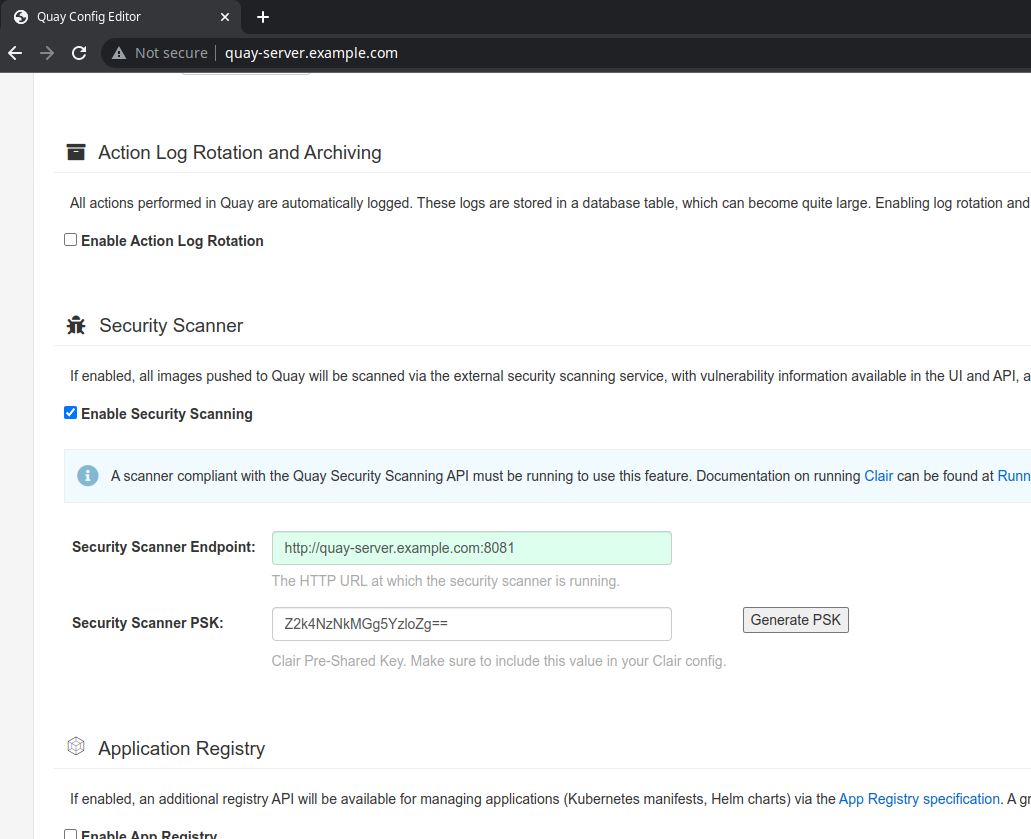 Quay Config Editor
Not secure quay-server.example.com
Action Log Rotation and Archiving
All actions performed in Quay are automatically logged. These logs are stored in a database table, which can become quite large. Enabling log rotation and
Enable Action Log Rotation
Security Scanner
If enabled, all images pushed to Quay will be scanned via the external security scanning service, with vulnerability information available in the UI and API, a
Enable Security Scanning
A scanner compliant with the Quay Security Scanning API must be running to use this feature. Documentation on running Clair can be found at Runn
Security Scanner Endpoint: http://quay-server.example.com:8081
The HTTP URL at which the security scanner is running.
Security Scanner PSK: Z2k4NzNkMGg5YzloZg== Generate PSK
Clair Pre-Shared Key. Make sure to include this value in your Clair config.
Application Registry
If enabled, an additional registry API will be available for managing applications (Kubernetes manifests, Helm charts) via the App Registry specification. A gr
Enable App Registry